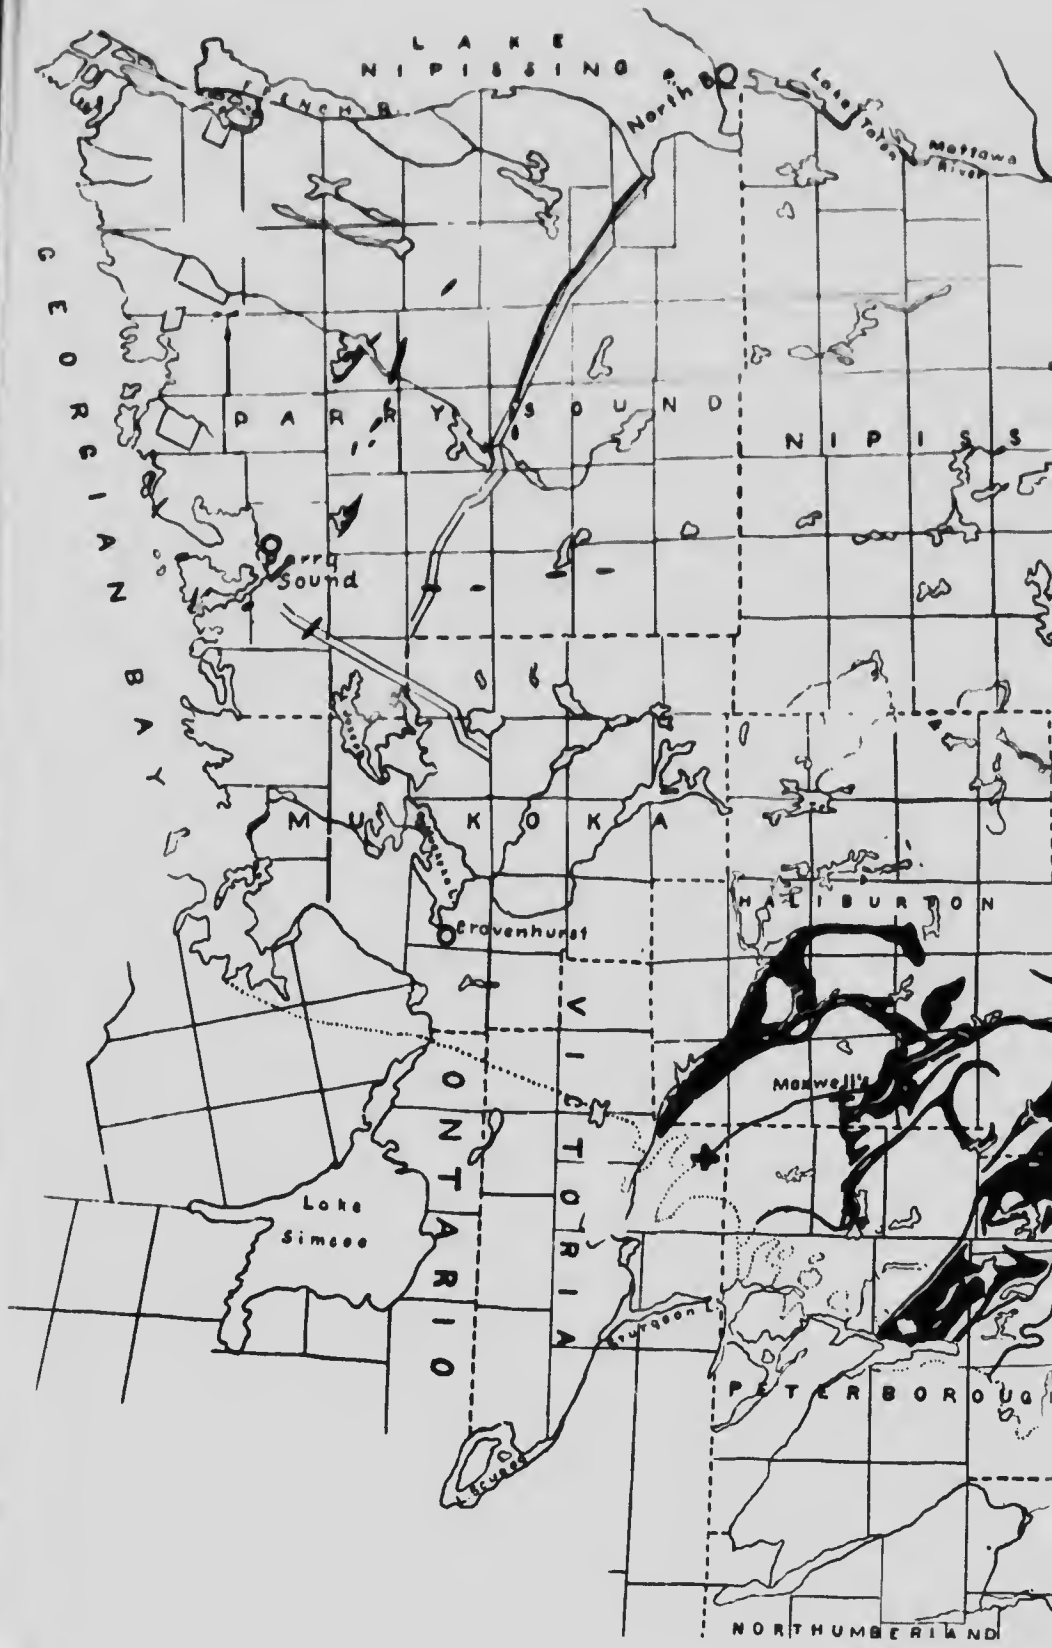 LAKE
NIPISSING
FRENCH R.
North B
Lake
Talon
Mattawa
River
GEORGIAN BAY
PARRY SOUND
NIPISS
Parry
Sound
MUSKOKA
HALIBURTON
Gravenhurst
VICTORIA
ONTARIO
Maxwell's
Lake
Simcoe
Sturgeon
L. Scugog
PETERBOROUG
NORTHUMBERLAND